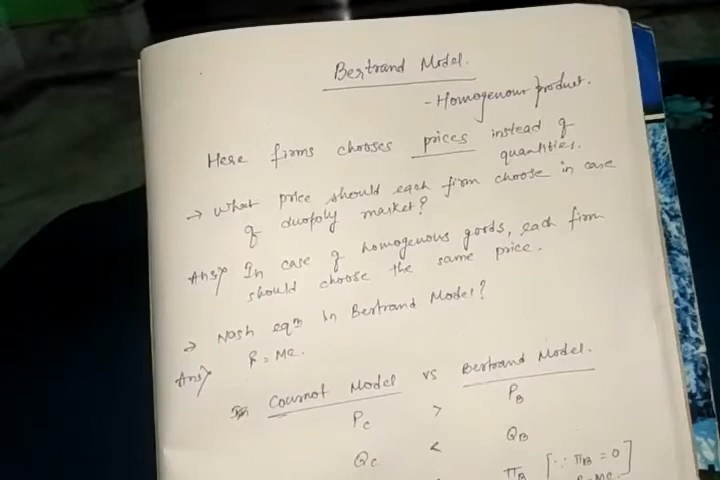 Bertrand Model.
- Homogenous product.
Here firms chooses prices instead of
quantities.
→ What price should each firm choose in case
of duopoly market?
Ans> In case of homogenous goods, each firm
should choose the same price.
→ Nash eqm in Bertrand Model?
Ans> P = MC.
Cournot Model vs Bertrand Model.
PC > PB
QC < QB
πB [∵ πB = 0
= MC.]